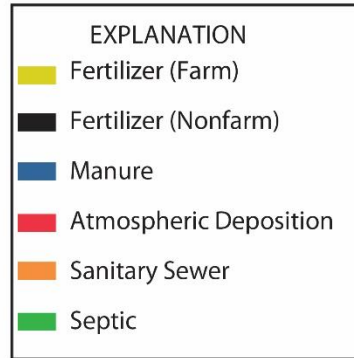 EXPLANATION
Fertilizer (Farm)
Fertilizer (Nonfarm)
Manure
Atmospheric Deposition
Sanitary Sewer
Septic